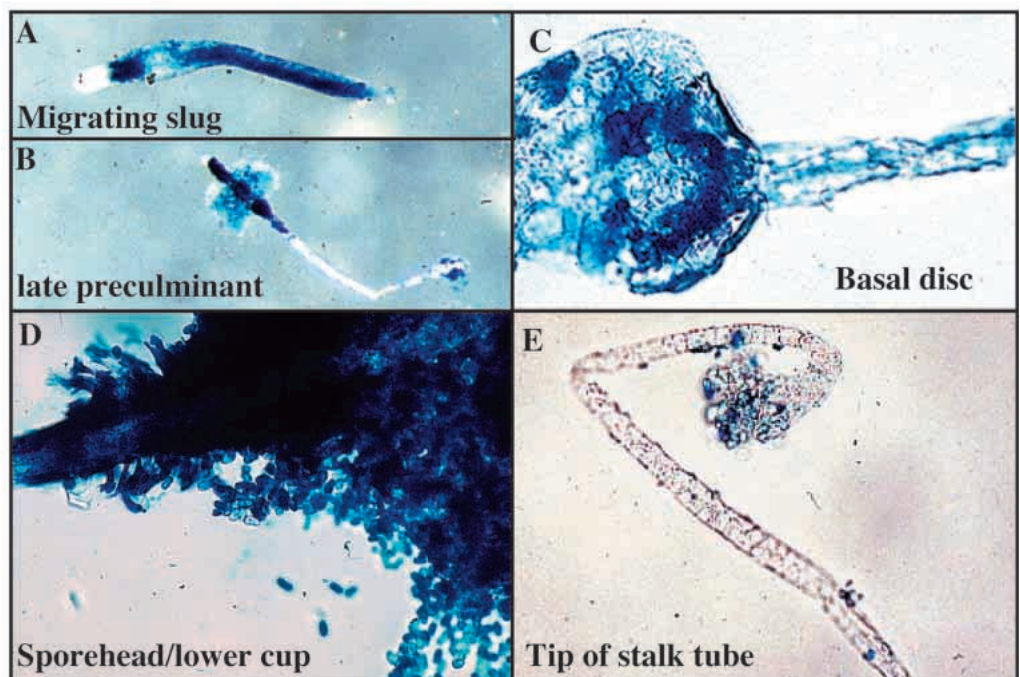 A
Migrating slug
B
late preculminant
C
Basal disc
D
Sporehead/lower cup
E
Tip of stalk tube